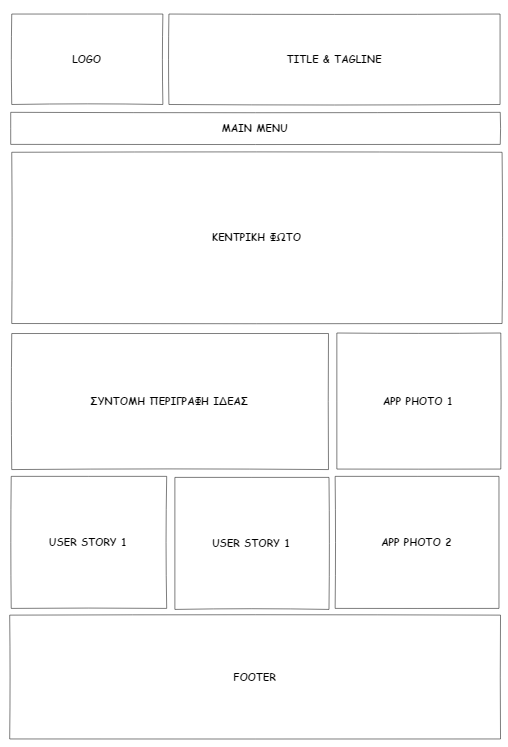 LOGO
TITLE & TAGLINE
MAIN MENU
ΚΕΝΤΡΙΚΗ ΦΩΤΟ
ΣΥΝΤΟΜΗ ΠΕΡΙΓΡΑΦΗ ΙΔΕΑΣ
APP PHOTO 1
USER STORY 1
USER STORY 1
APP PHOTO 2
FOOTER